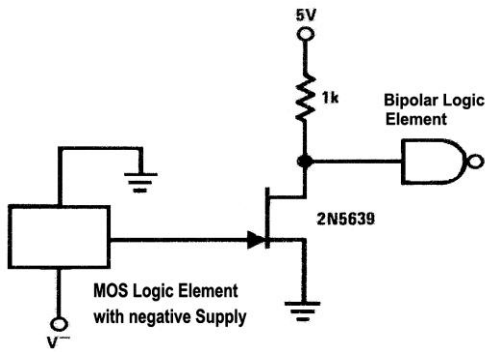 5V
1k
Bipolar Logic
Element
2N5639
MOS Logic Element
with negative Supply
V−